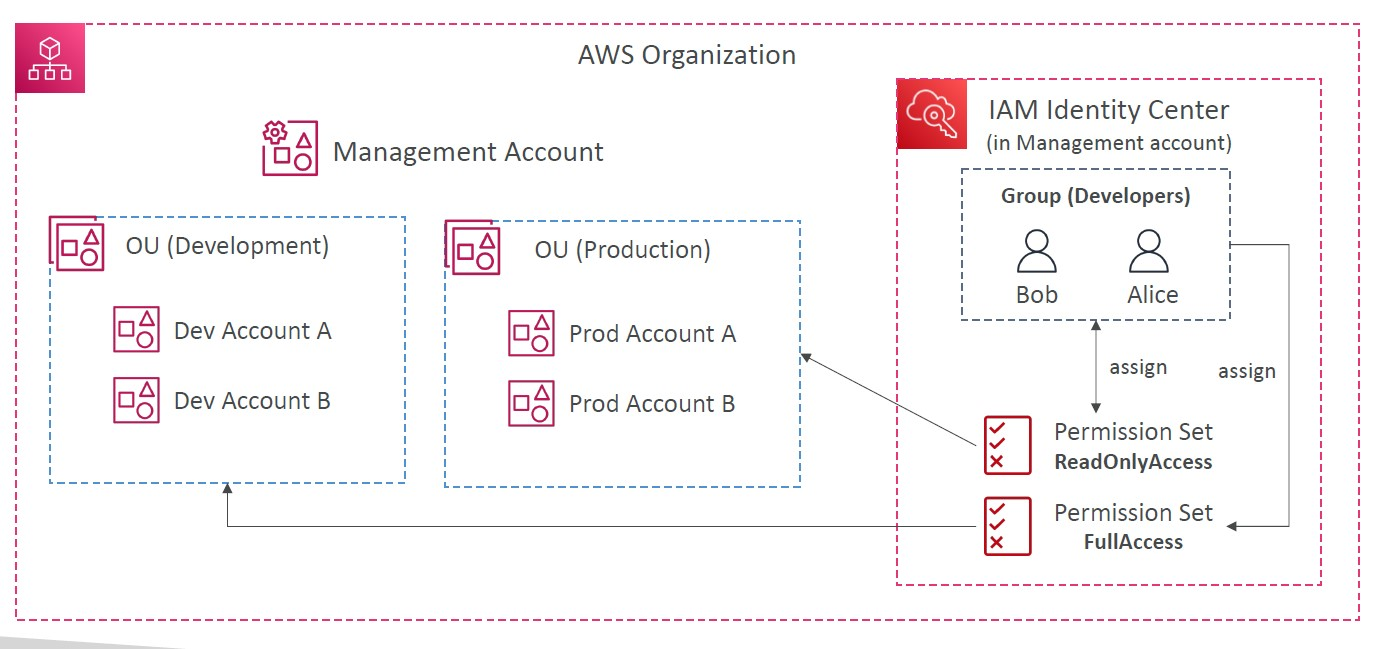 AWS Organization
Management Account
OU (Development)
Dev Account A
Dev Account B
OU (Production)
Prod Account A
Prod Account B
IAM Identity Center
(in Management account)
Group (Developers)
Bob
Alice
assign
assign
Permission Set
ReadOnlyAccess
Permission Set
FullAccess